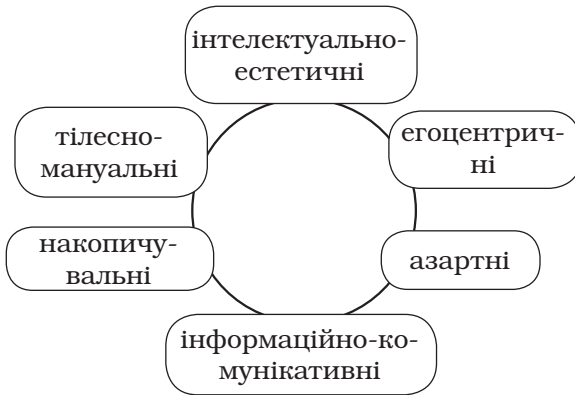 інтелектуально-
естетичні
тілесно-
мануальні
егоцентрич-
ні
накопичу-
вальні
азартні
інформаційно-ко-
мунікативні